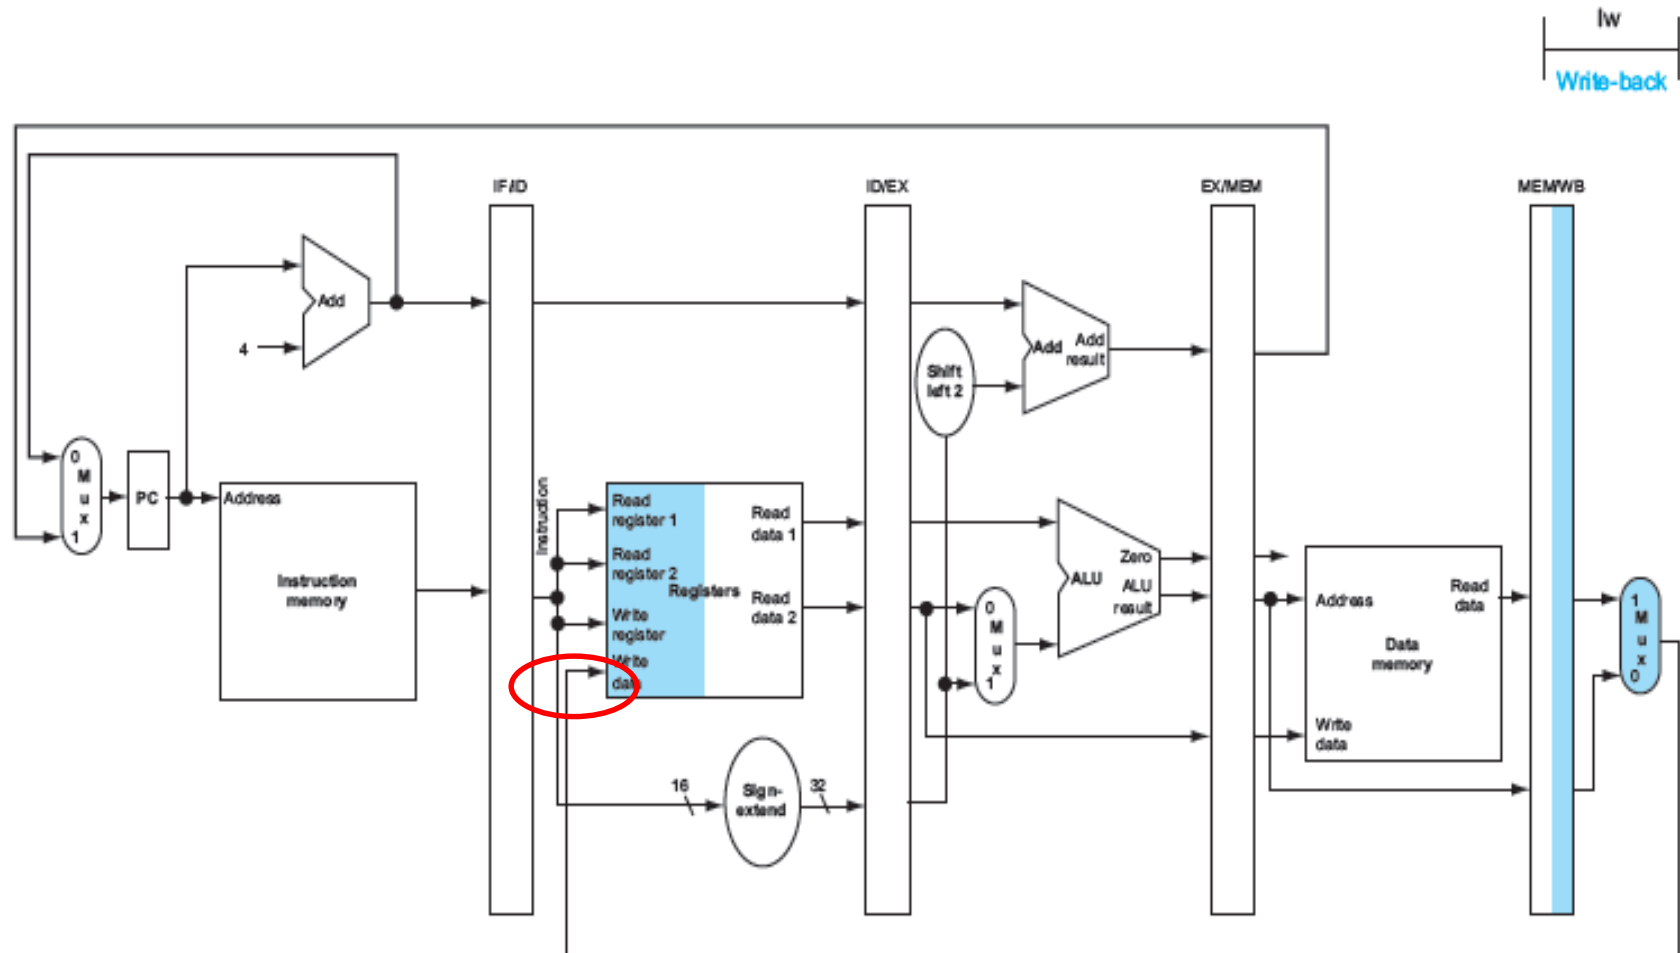 lw
Write-back
IF/ID
ID/EX
EX/MEM
MEM/WB
Add
4
Add
Add
result
Shift
left 2
0
M
u
x
1
PC
Address
Instruction
memory
Instruction
Read
register 1
Read
register 2
Registers
Write
register
Write
data
Read
data 1
Read
data 2
16
Sign-
extend
32
0
M
u
x
1
Zero
ALU
ALU
result
Address
Read
data
Data
memory
Write
data
1
M
u
x
0